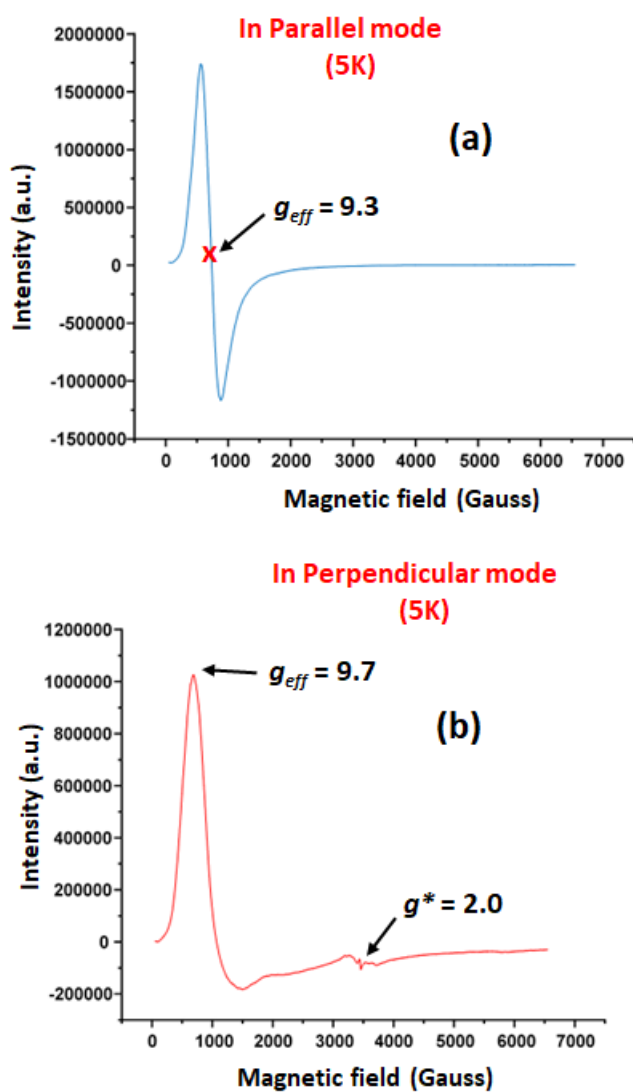 In Parallel mode
(5K)
2000000
1500000
1000000
500000
0
-500000
-1000000
-1500000
(a)
g_eff = 9.3
x
Intensity (a.u.)
0 1000 2000 3000 4000 5000 6000 7000
Magnetic field (Gauss)
In Perpendicular mode
(5K)
1200000
1000000
800000
600000
400000
200000
0
-200000
g_eff = 9.7
(b)
g* = 2.0
Intensity (a.u.)
0 1000 2000 3000 4000 5000 6000 7000
Magnetic field (Gauss)